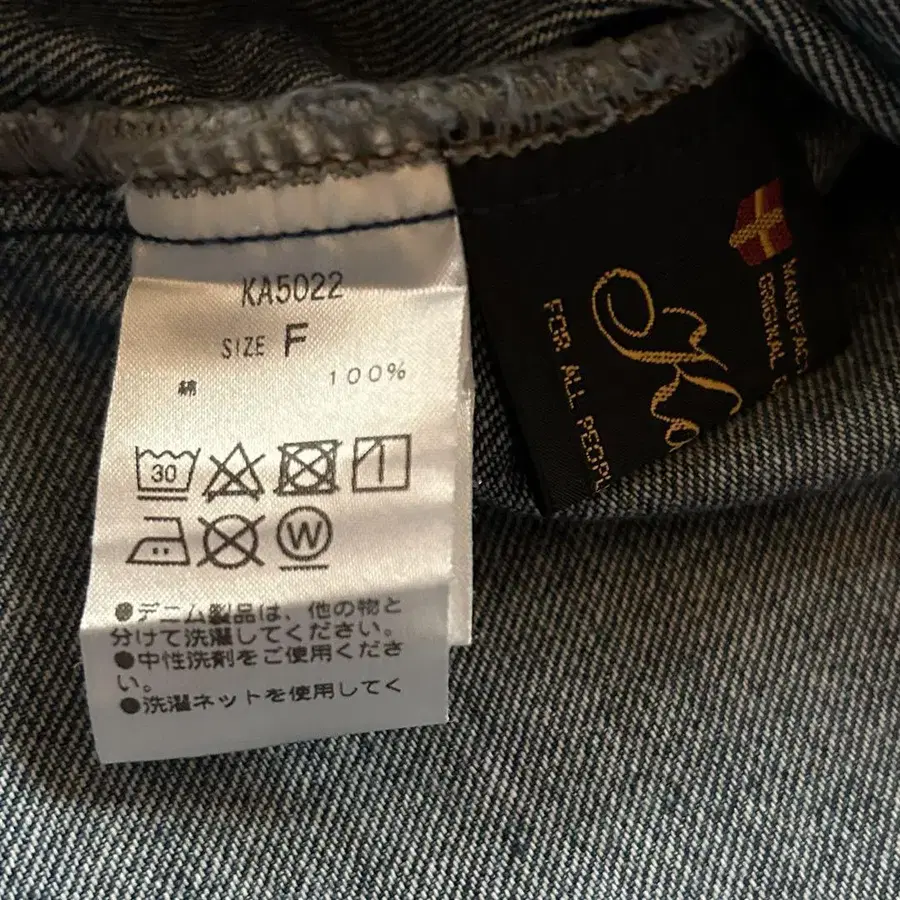 KA5022
SIZE F
綿 100%
30
W
●デニム製品は、他の物と
分けて洗濯してください。
●中性洗剤をご使用くださ
い。
●洗濯ネットを使用してく
ORIGINAL
FOR ALL